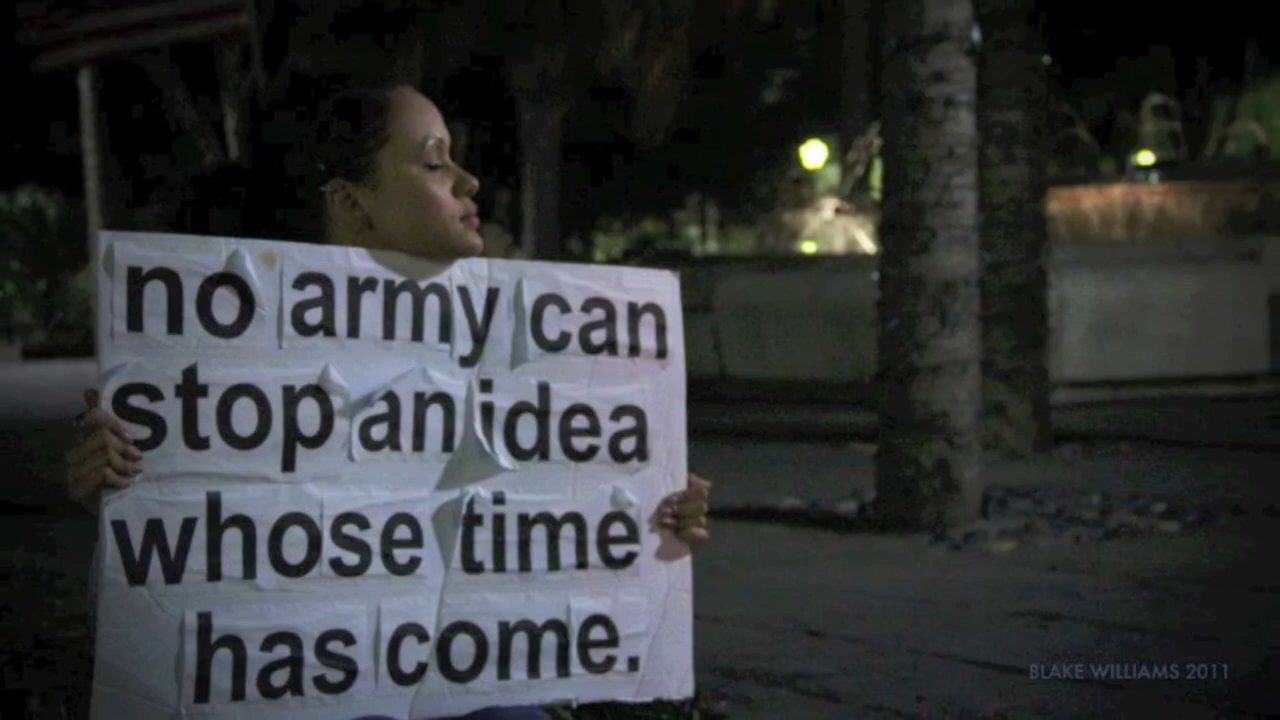 no army can
stop an idea
whose time
has come.
BLAKE WILLIAMS 2011